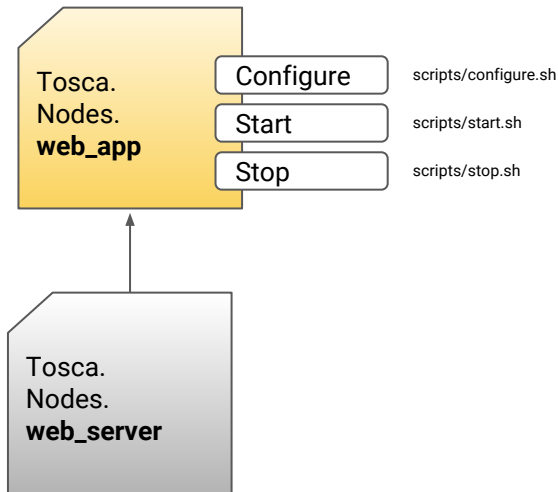 Tosca.
Nodes.
web_app
Configure
scripts/configure.sh
Start
scripts/start.sh
Stop
scripts/stop.sh
Tosca.
Nodes.
web_server